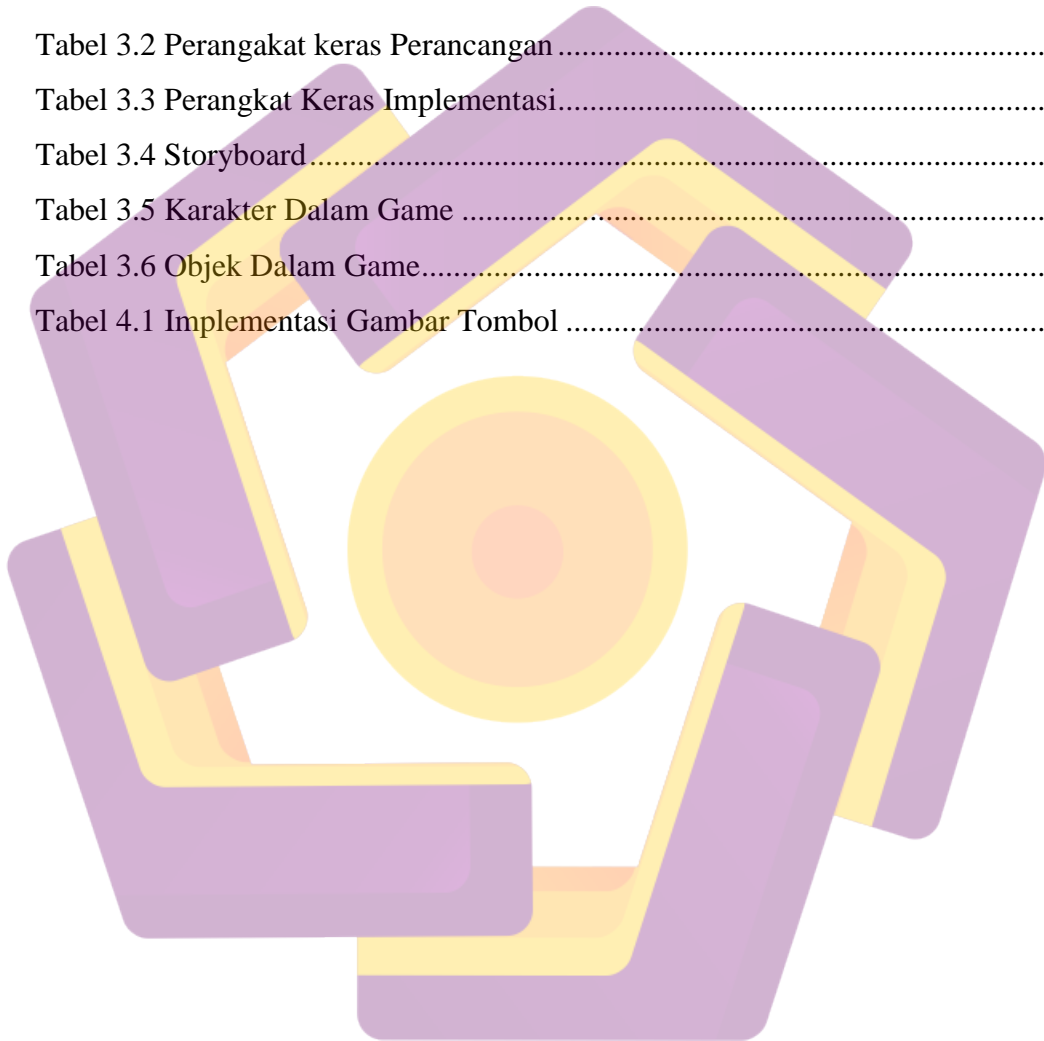 Tabel 3.2 Perangakat keras Perancangan ..........................................................
Tabel 3.3 Perangkat Keras Implementasi..........................................................
Tabel 3.4 Storyboard.........................................................................................
Tabel 3.5 Karakter Dalam Game ......................................................................
Tabel 3.6 Objek Dalam Game...........................................................................
Tabel 4.1 Implementasi Gambar Tombol .........................................................